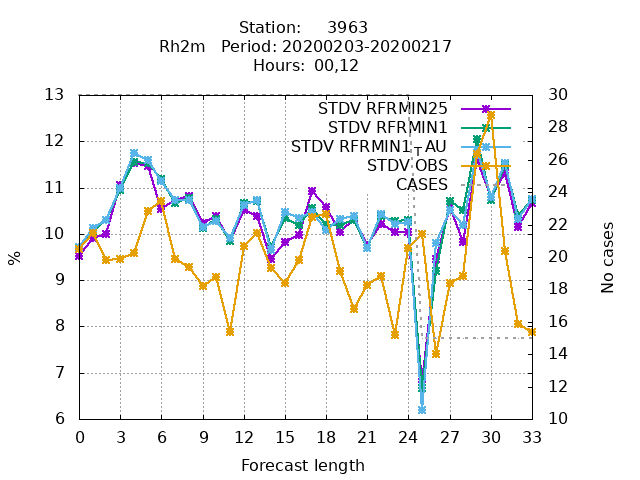 Station: 3963
Rh2m Period: 20200203-20200217
Hours: 00,12
STDV RFRMIN25
STDV RFRMIN1
STDV RFRMIN1_AU
STDV OBS
CASES
13
12
11
10
9
8
7
6
%
30
28
26
24
22
20
18
16
14
12
10
No cases
0 3 6 9 12 15 18 21 24 27 30 33
Forecast length